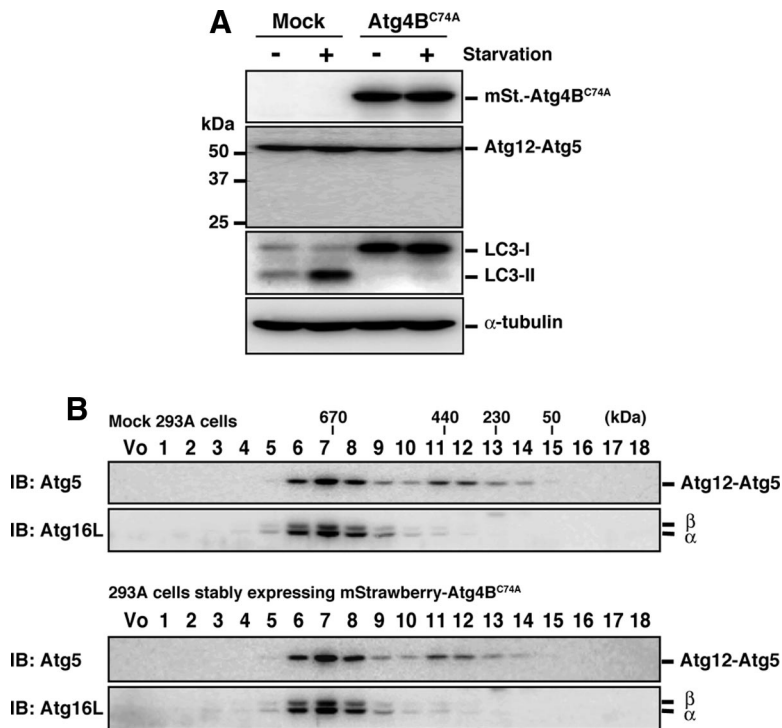 A
Mock Atg4B^C74A
- + - + Starvation
mSt.-Atg4B^C74A
kDa
50
37
25
Atg12-Atg5
LC3-I
LC3-II
α-tubulin
B
Mock 293A cells 670 440 230 50 (kDa)
Vo 1 2 3 4 5 6 7 8 9 10 11 12 13 14 15 16 17 18
IB: Atg5 Atg12-Atg5
IB: Atg16L β
α
293A cells stably expressing mStrawberry-Atg4B^C74A
Vo 1 2 3 4 5 6 7 8 9 10 11 12 13 14 15 16 17 18
IB: Atg5 Atg12-Atg5
IB: Atg16L β
α